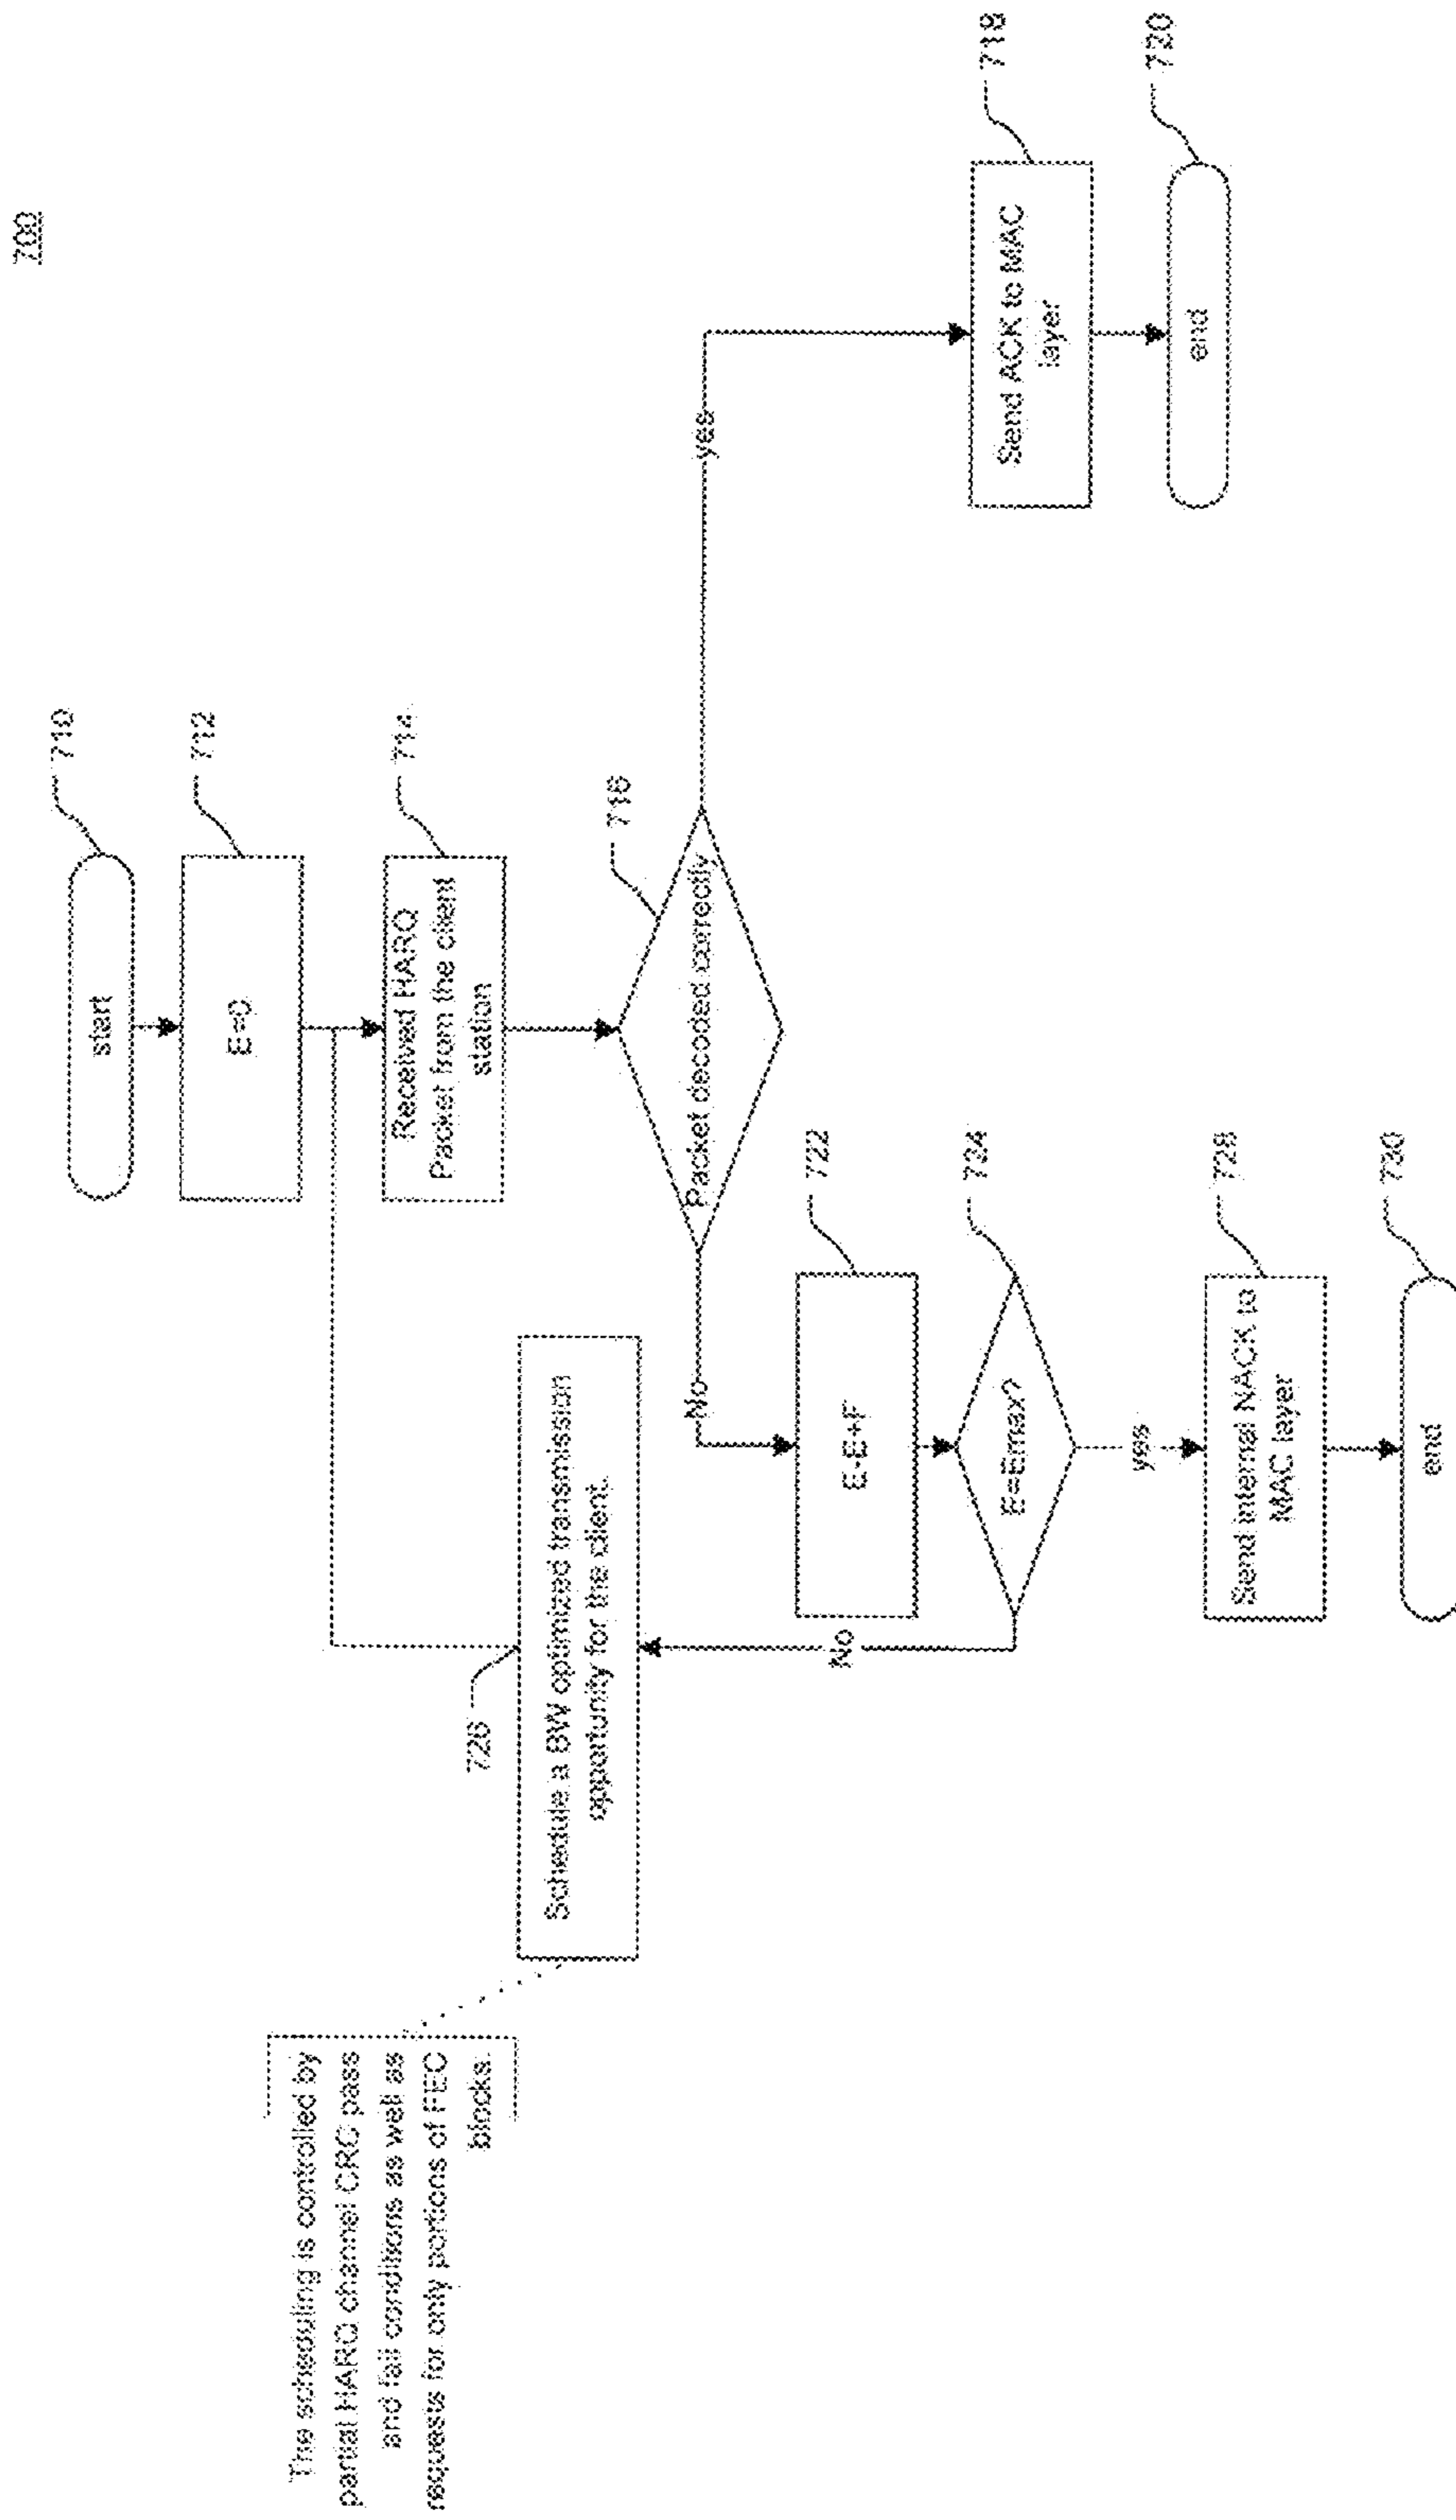 700
start
710
E=0
712
Received HARQ
Packet from the client
station
714
Packet decoded correctly
716
yes
Send ACK to MAC
layer
718
end
720
No
E-E+F
722
E=Emax?
724
No
Schedule a BW optimized transmission
opportunity for the client.
726
The scheduling is controlled by
partial HARQ channel CRC pass
and fail conditions as well as
requests for only portions of FEC
blocks.
yes
Send internal NACK to
MAC layer
728
end
730